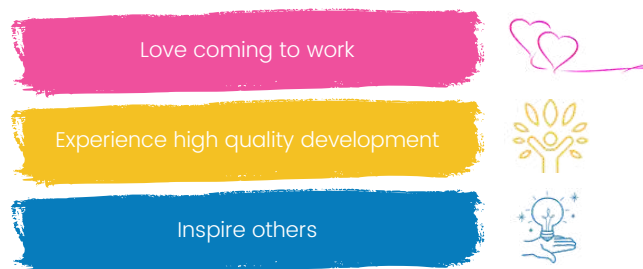 Love coming to work
Experience high quality development
Inspire others